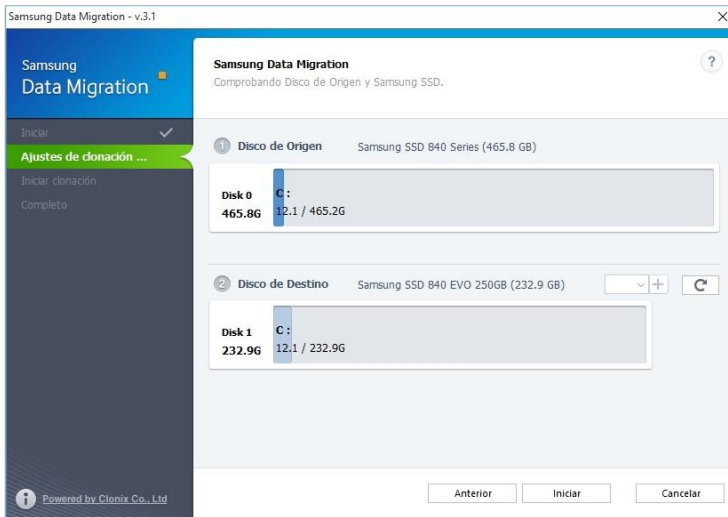 Samsung Data Migration - v.3.1
Samsung
Data Migration
Samsung Data Migration
Comprobando Disco de Origen y Samsung SSD.
?
Iniciar
Ajustes de clonación ...
Iniciar clonación
Completo
1 Disco de Origen Samsung SSD 840 Series (465.8 GB)
Disk 0
465.8G
C :
12.1 / 465.2G
2 Disco de Destino Samsung SSD 840 EVO 250GB (232.9 GB)
Disk 1
232.9G
C :
12.1 / 232.9G
Powered by Clonix Co., Ltd
Anterior Iniciar Cancelar